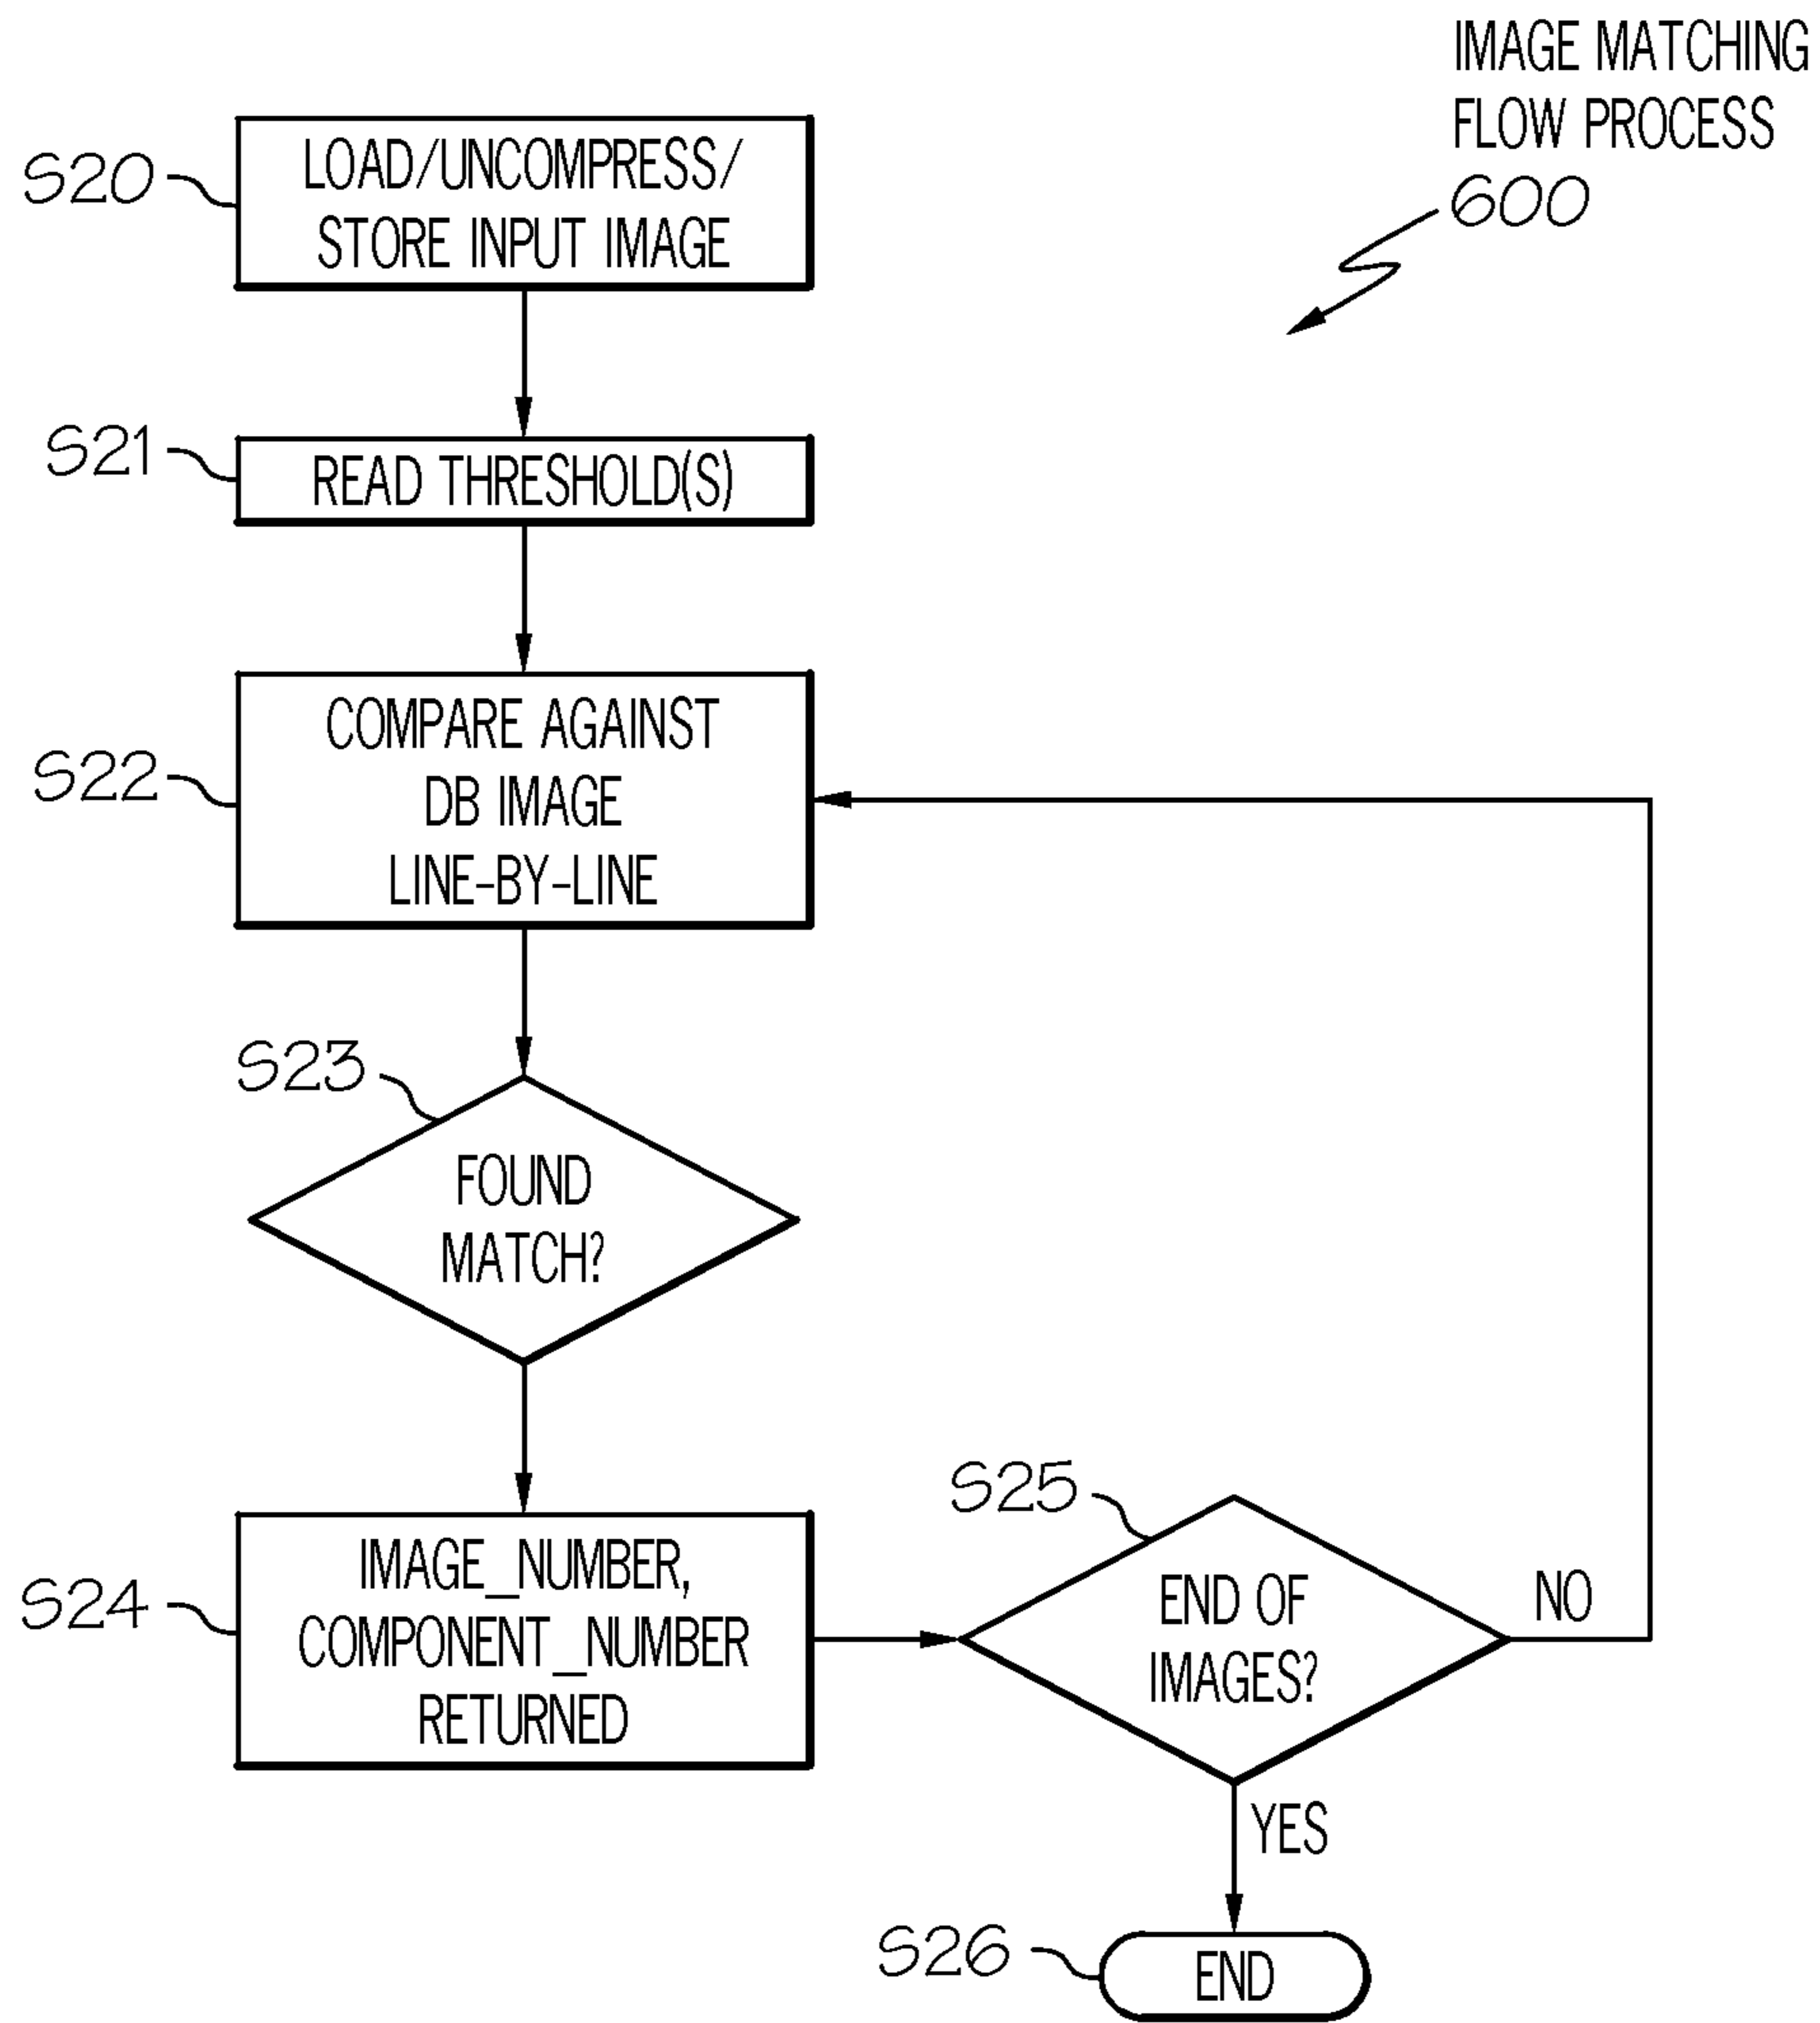 IMAGE MATCHING
FLOW PROCESS
600
S20
LOAD/UNCOMPRESS/
STORE INPUT IMAGE
S21
READ THRESHOLD(S)
S22
COMPARE AGAINST
DB IMAGE
LINE-BY-LINE
S23
FOUND
MATCH?
S24
IMAGE_NUMBER,
COMPONENT_NUMBER
RETURNED
S25
END OF
IMAGES?
NO
YES
S26
END